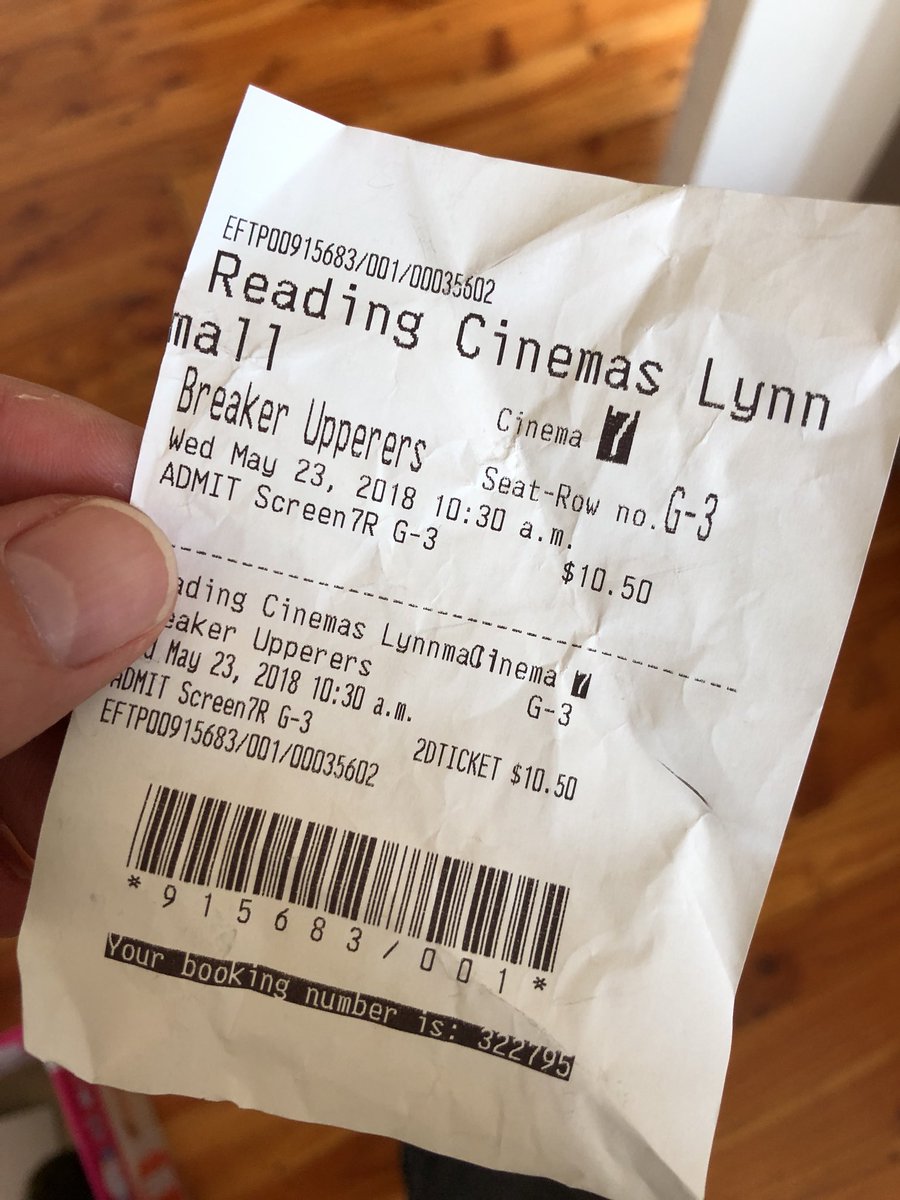 EFTPOO915683/001/00035602
Reading Cinemas Lynn
mall
Breaker Upperers Cinema 7
Wed May 23, 2018 10:30 a.m. Seat-Row no.G-3
ADMIT Screen7R G-3 $10.50
ading Cinemas LynnmaCinema 7
eaker Upperers G-3
d May 23, 2018 10:30 a.m.
ADMIT Screen7R G-3 2DTICKET $10.50
EFTPOO915683/001/00035602
*915683/001*
Your booking number is: 322795